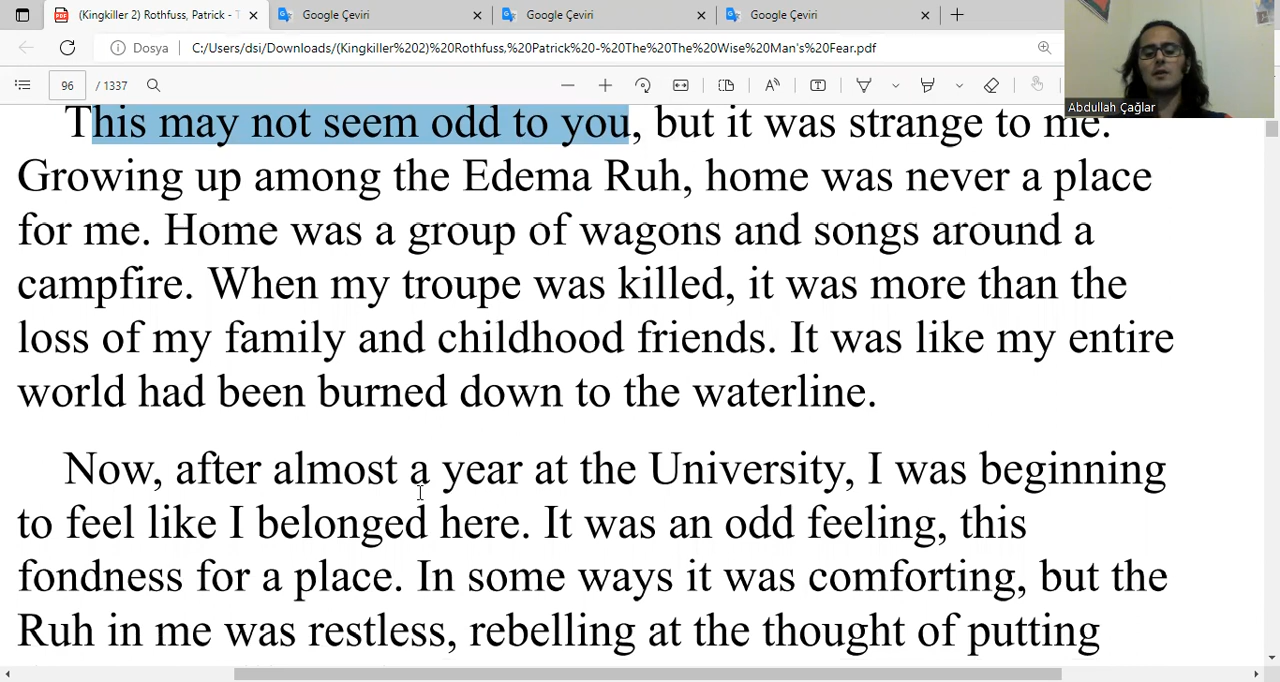 (Kingkiller 2) Rothfuss, Patrick - T
Google Çeviri
Google Çeviri
Google Çeviri
Dosya
C:/Users/dsi/Downloads/(Kingkiller%202)%20Rothfuss,%20Patrick%20-%20The%20The%20Wise%20Man's%20Fear.pdf
96 / 1337
Abdullah Çağlar
This may not seem odd to you, but it was strange to me.
Growing up among the Edema Ruh, home was never a place
for me. Home was a group of wagons and songs around a
campfire. When my troupe was killed, it was more than the
loss of my family and childhood friends. It was like my entire
world had been burned down to the waterline.
Now, after almost a year at the University, I was beginning
to feel like I belonged here. It was an odd feeling, this
fondness for a place. In some ways it was comforting, but the
Ruh in me was restless, rebelling at the thought of putting